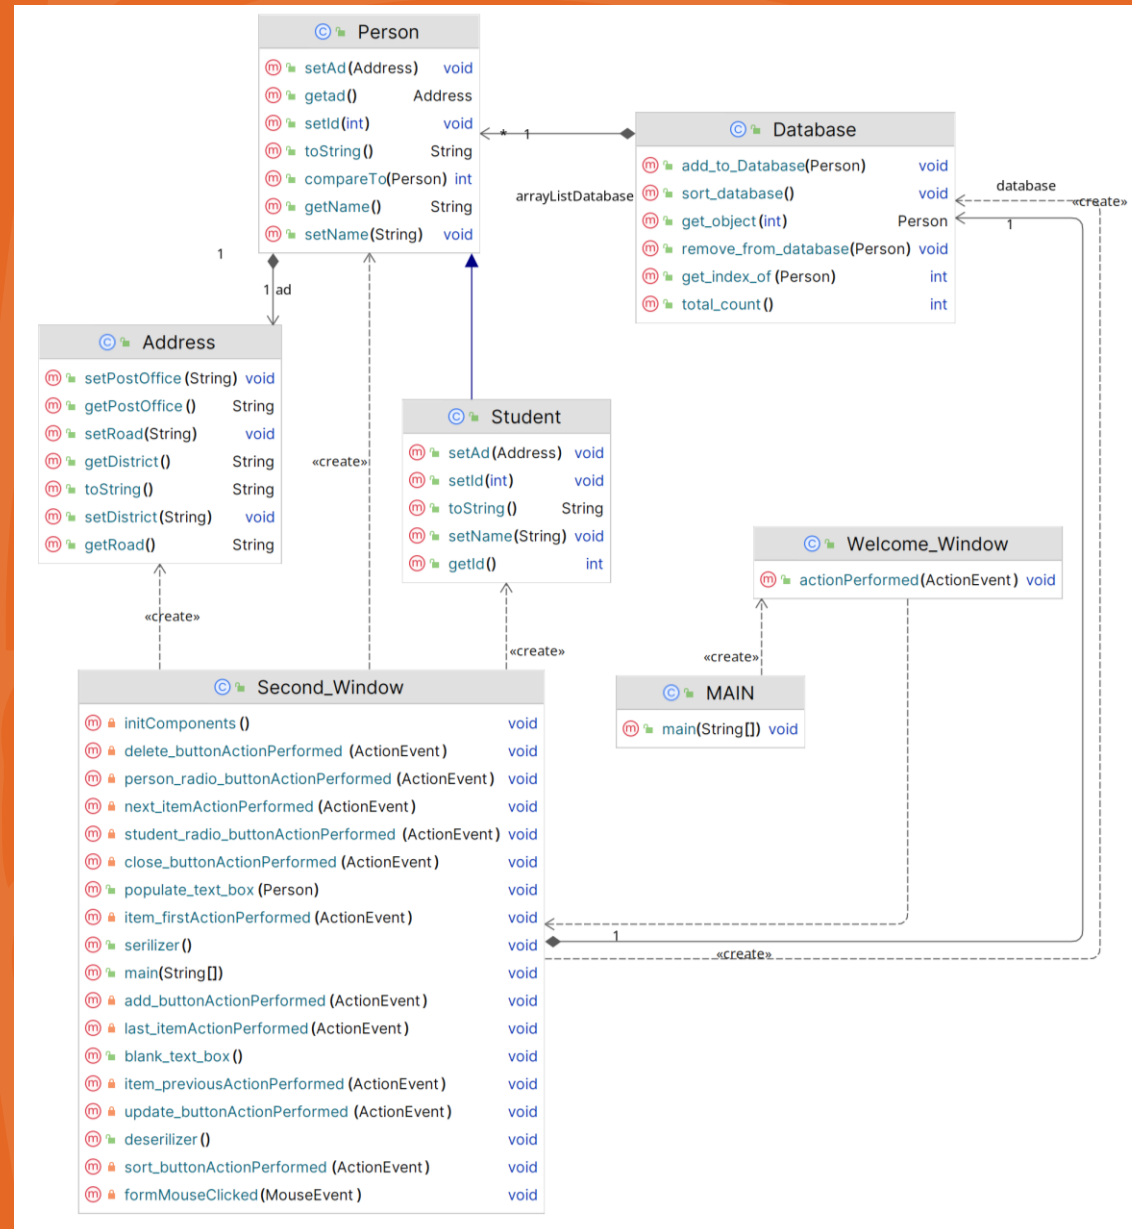 Person
setAd(Address) void
getad() Address
setId(int) void
toString() String
compareTo(Person) int
getName() String
setName(String) void
Database
add_to_Database(Person) void
sort_database() void
get_object(int) Person
remove_from_database(Person) void
get_index_of(Person) int
total_count() int
* 1
arrayListDatabase
database
«create»
1
1
1 ad
Address
setPostOffice(String) void
getPostOffice() String
setRoad(String) void
getDistrict() String
toString() String
setDistrict(String) void
getRoad() String
«create»
Student
setAd(Address) void
setId(int) void
toString() String
setName(String) void
getId() int
Welcome_Window
actionPerformed(ActionEvent) void
«create»
«create»
«create»
MAIN
main(String[]) void
Second_Window
initComponents() void
delete_buttonActionPerformed(ActionEvent) void
person_radio_buttonActionPerformed(ActionEvent) void
next_itemActionPerformed(ActionEvent) void
student_radio_buttonActionPerformed(ActionEvent) void
close_buttonActionPerformed(ActionEvent) void
populate_text_box(Person) void
item_firstActionPerformed(ActionEvent) void
serilizer() void
main(String[]) void
add_buttonActionPerformed(ActionEvent) void
last_itemActionPerformed(ActionEvent) void
blank_text_box() void
item_previousActionPerformed(ActionEvent) void
update_buttonActionPerformed(ActionEvent) void
deserilizer() void
sort_buttonActionPerformed(ActionEvent) void
formMouseClicked(MouseEvent) void
1
«create»